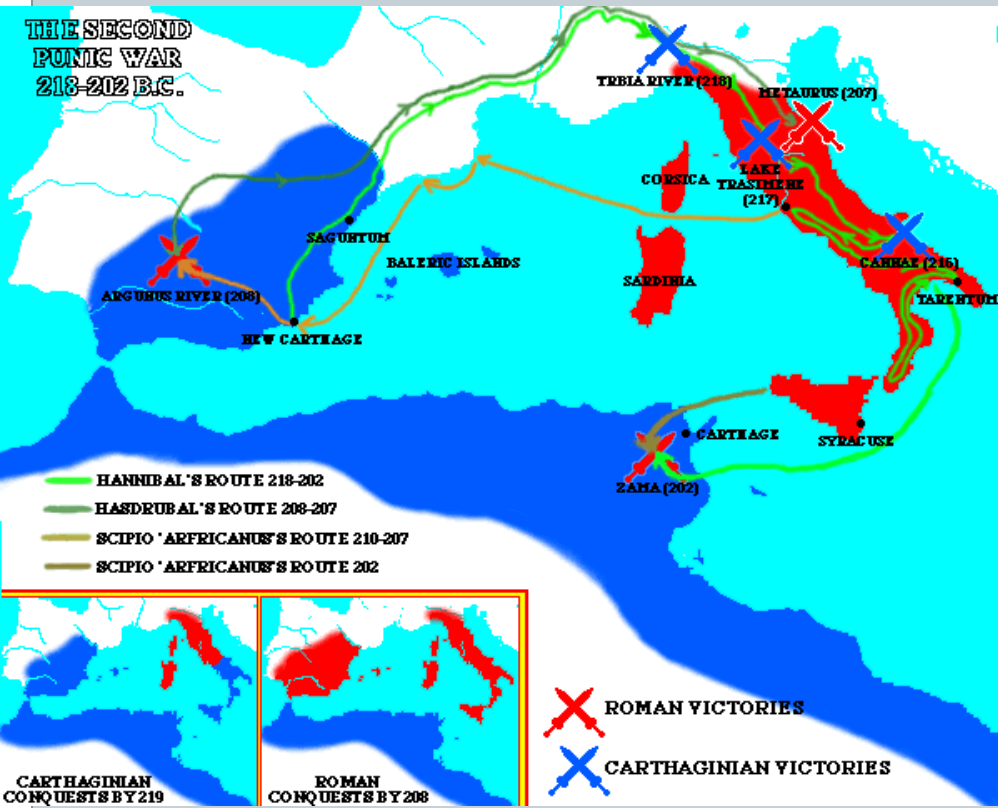 THE SECOND
PUNIC WAR
218-202 B.C.
TRBIA RIVER (218)
METAURUS (207)
LAKE
TRASIMENE
(217)
CORSICA
SAGUNTUM
BALERIC ISLANDS
CANNAE (216)
SARDINIA
ARGUNUS RIVER (208)
TARENTUM
NEW CARTHAGE
CARTHAGE
SYRACUSE
ZAMA (202)
HANNIBAL'S ROUTE 218-202
HASDRUBAL'S ROUTE 208-207
SCIPIO 'ARFRICANUS'S ROUTE 210-207
SCIPIO 'ARFRICANUS'S ROUTE 202
CARTHAGINIAN
CONQUESTS BY 219
ROMAN
CONQUESTS BY 208
ROMAN VICTORIES
CARTHAGINIAN VICTORIES